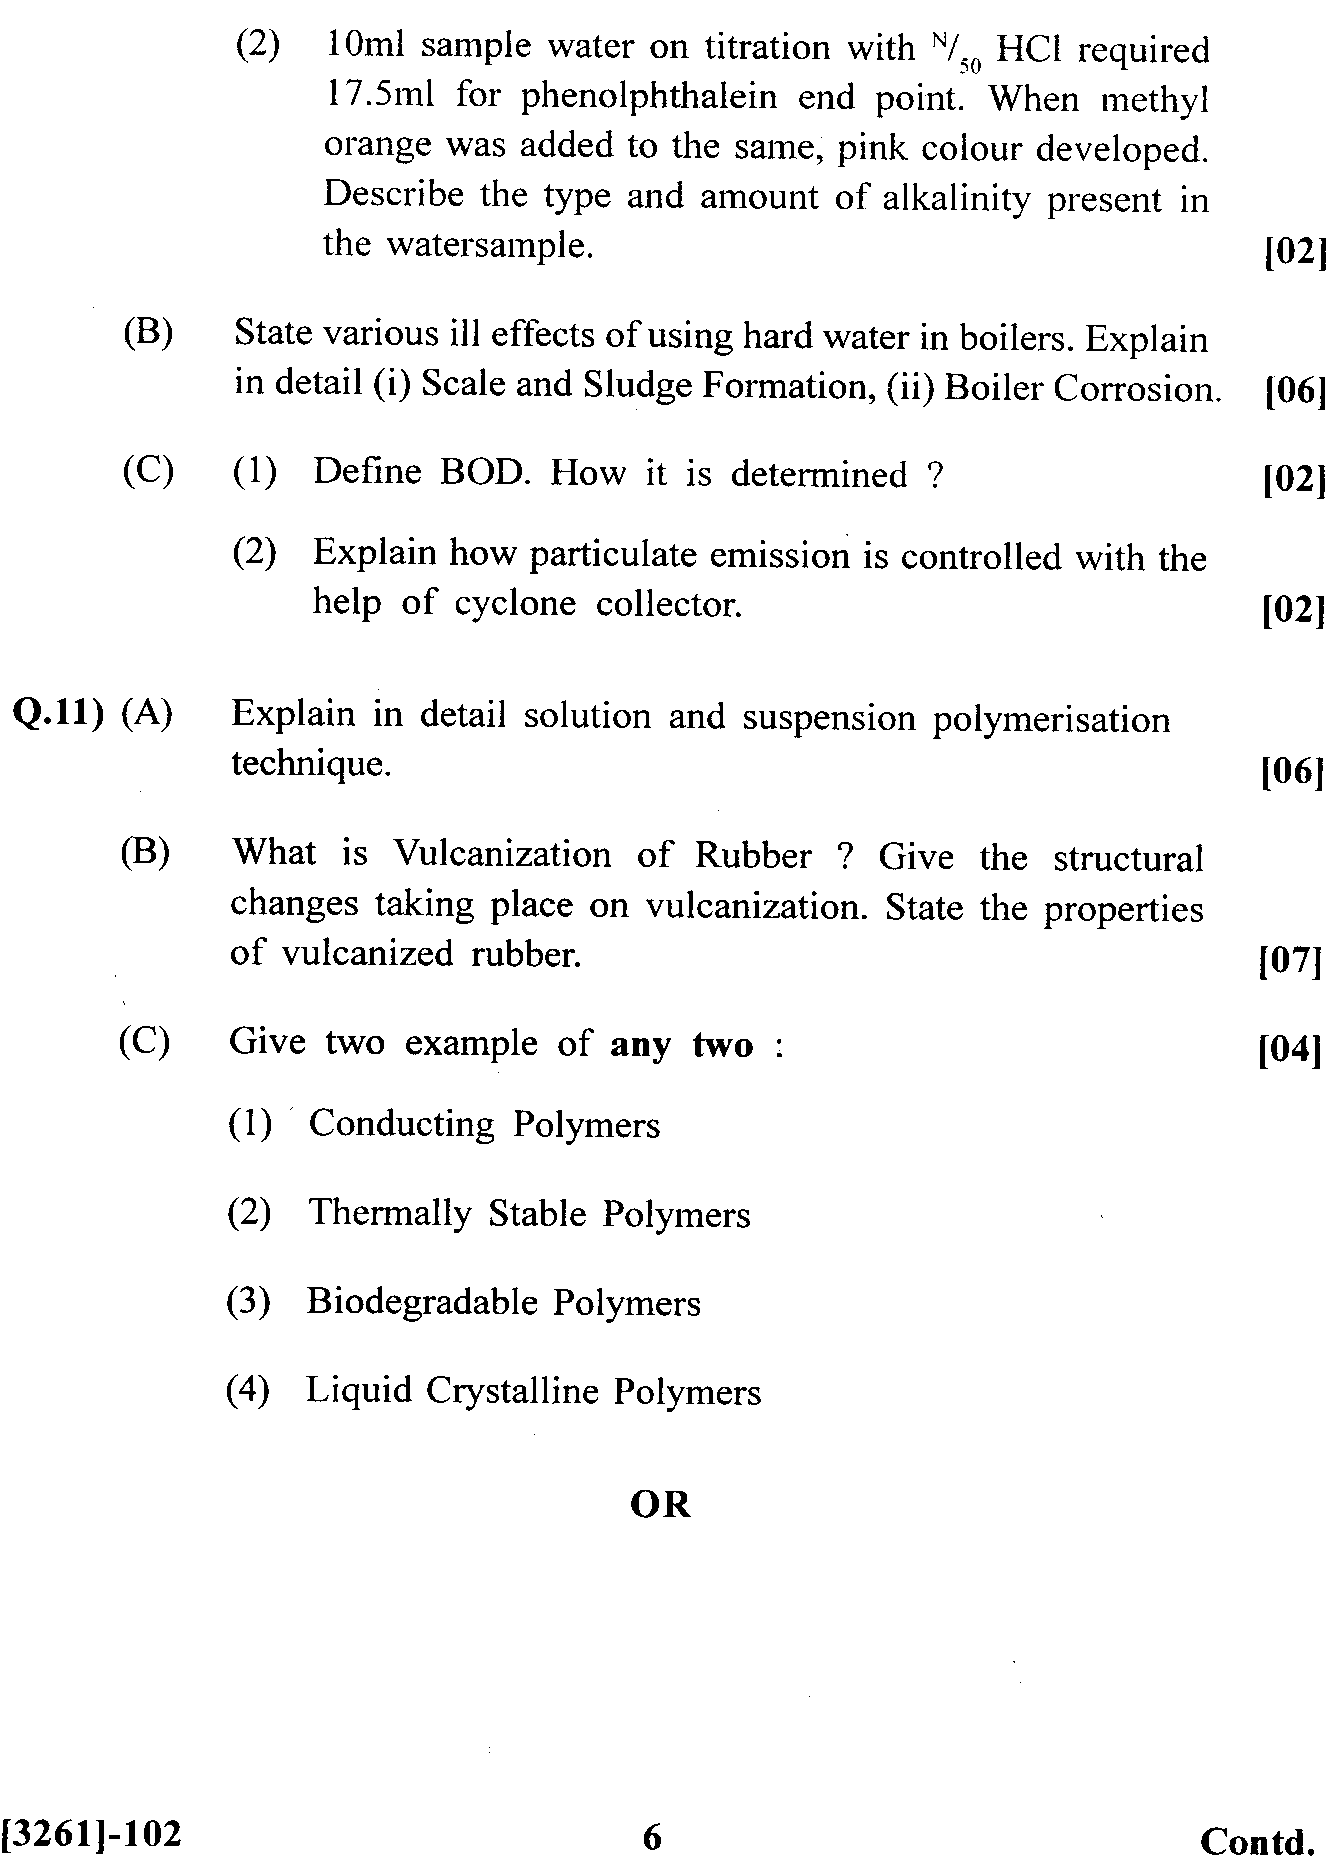 (2) 10ml sample water on titration with N/50 HCl required
17.5ml for phenolphthalein end point. When methyl
orange was added to the same, pink colour developed.
Describe the type and amount of alkalinity present in
the watersample. [02]
(B) State various ill effects of using hard water in boilers. Explain
in detail (i) Scale and Sludge Formation, (ii) Boiler Corrosion. [06]
(C) (1) Define BOD. How it is determined ? [02]
(2) Explain how particulate emission is controlled with the
help of cyclone collector. [02]
Q.11) (A) Explain in detail solution and suspension polymerisation
technique. [06]
(B) What is Vulcanization of Rubber ? Give the structural
changes taking place on vulcanization. State the properties
of vulcanized rubber. [07]
(C) Give two example of any two : [04]
(1) Conducting Polymers
(2) Thermally Stable Polymers
(3) Biodegradable Polymers
(4) Liquid Crystalline Polymers
OR
[3261]-102 6 Contd.